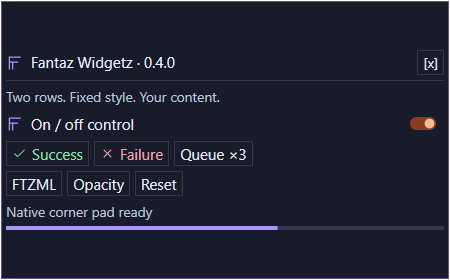 Fantaz Widgetz · 0.4.0 [x]
Two rows. Fixed style. Your content.
On / off control
✓ Success ✕ Failure Queue ×3
FTZML Opacity Reset
Native corner pad ready